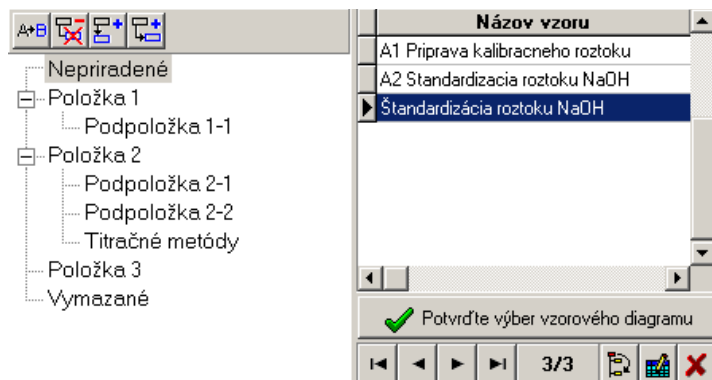 A→B
Nepriradené
Položka 1
Podpoložka 1-1
Položka 2
Podpoložka 2-1
Podpoložka 2-2
Titračné metódy
Položka 3
Vymazané
Názov vzoru
A1 Priprava kalibracneho roztoku
A2 Standardizacia roztoku NaOH
Štandardizácia roztoku NaOH
Potvrďte výber vzorového diagramu
3/3